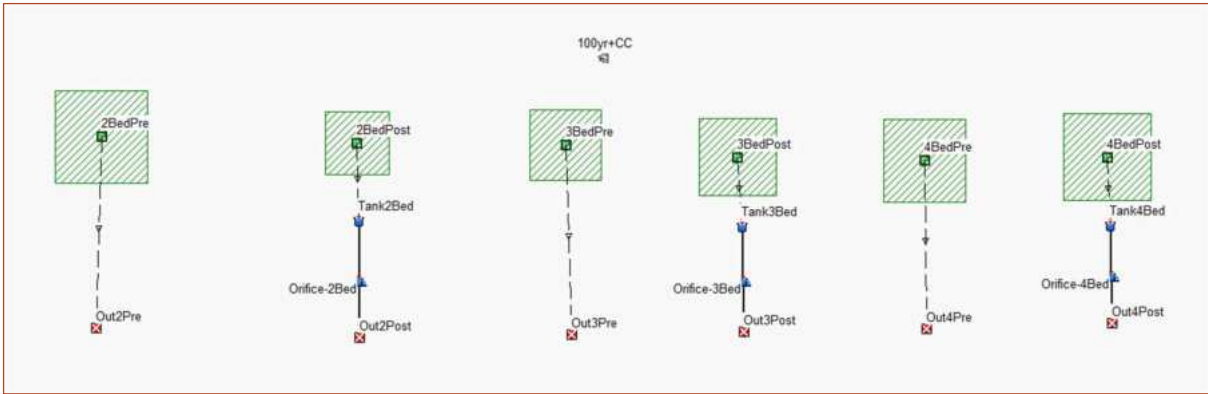 100yr+CC
2BedPre
2BedPost
3BedPre
3BedPost
4BedPre
4BedPost
Tank2Bed
Tank3Bed
Tank4Bed
Orifice-2Bed
Orifice-3Bed
Orifice-4Bed
Out2Pre
Out2Post
Out3Pre
Out3Post
Out4Pre
Out4Post